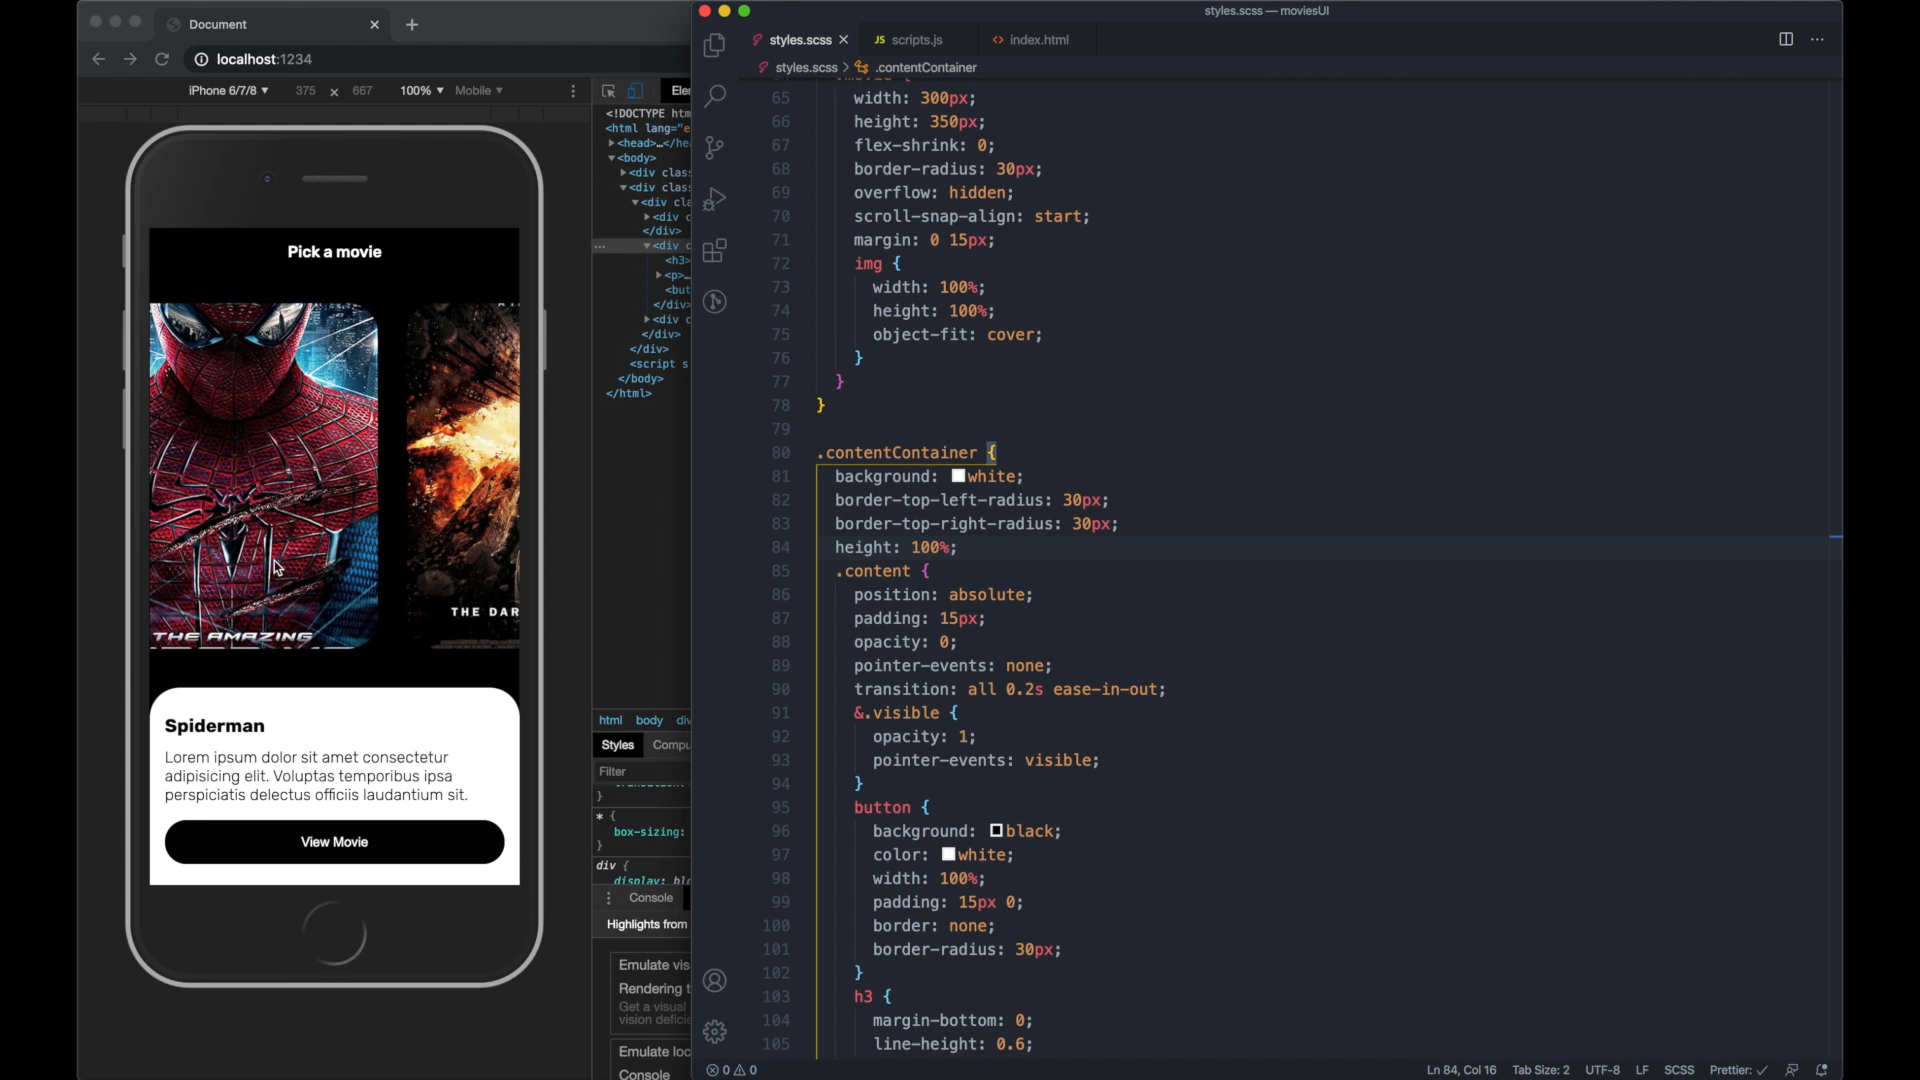 Document
localhost:1234
iPhone 6/7/8 ▾ 375 x 667 100% ▾ Mobile ▾
Pick a movie
THE AMAZING
THE DAR
Spiderman
Lorem ipsum dolor sit amet consectetur
adipisicing elit. Voluptas temporibus ipsa
perspiciatis delectus officiis laudantium sit.
View Movie
Ele
<!DOCTYPE htm
<html lang="e
<head>…</hea
<body>
<div clas
<div clas
<div cla
<div c
</div>
<div c
<h3>
<p>…
<but
</div>
<div c
</div>
</div>
<script s
</body>
</html>
html body div
Styles Compu
Filter
}
* {
box-sizing:
}
div {
display: blo
Console
Highlights from
Emulate vis
Rendering t
Get a visual
vision deficie
Emulate loc
Console
styles.scss — moviesUI
styles.scss JS scripts.js <> index.html
styles.scss > .contentContainer
65 width: 300px;
66 height: 350px;
67 flex-shrink: 0;
68 border-radius: 30px;
69 overflow: hidden;
70 scroll-snap-align: start;
71 margin: 0 15px;
72 img {
73 width: 100%;
74 height: 100%;
75 object-fit: cover;
76 }
77 }
78 }
79
80 .contentContainer {
81 background: white;
82 border-top-left-radius: 30px;
83 border-top-right-radius: 30px;
84 height: 100%;
85 .content {
86 position: absolute;
87 padding: 15px;
88 opacity: 0;
89 pointer-events: none;
90 transition: all 0.2s ease-in-out;
91 &.visible {
92 opacity: 1;
93 pointer-events: visible;
94 }
95 button {
96 background: black;
97 color: white;
98 width: 100%;
99 padding: 15px 0;
100 border: none;
101 border-radius: 30px;
102 }
103 h3 {
104 margin-bottom: 0;
105 line-height: 0.6;
0 0 Ln 84, Col 16 Tab Size: 2 UTF-8 LF SCSS Prettier: ✓